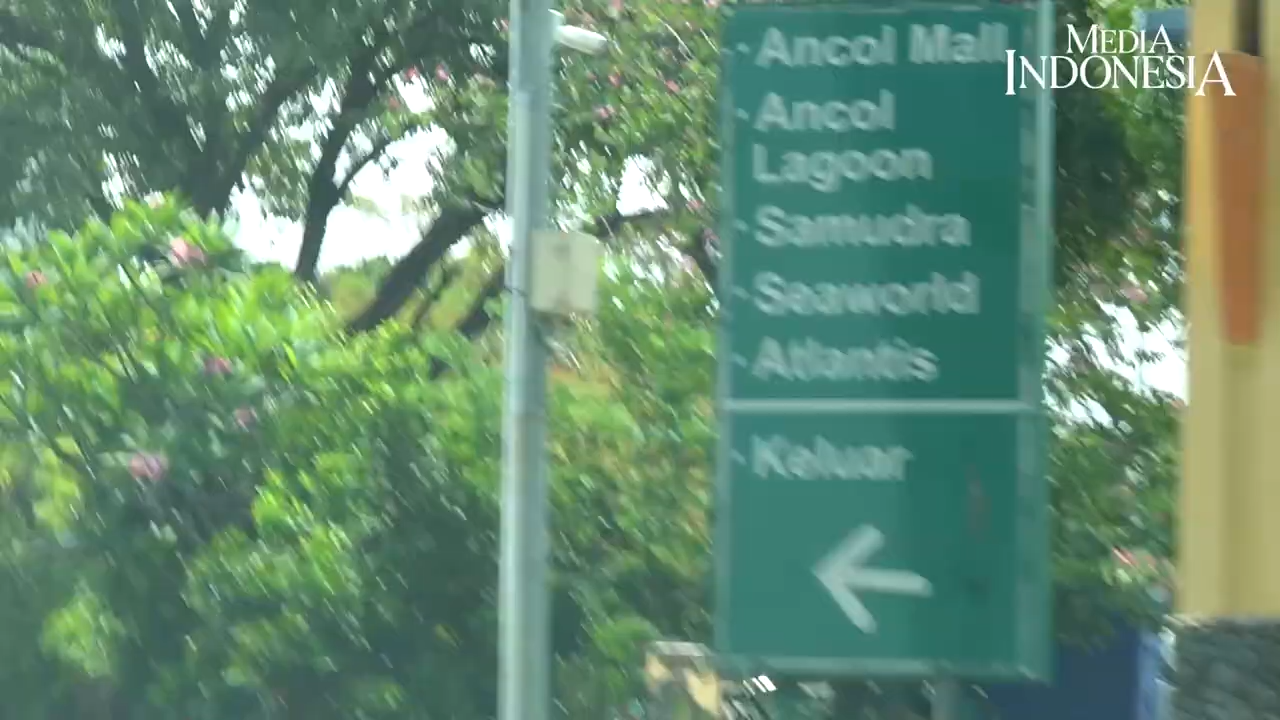 MEDIA
INDONESIA
Ancol Mall
Ancol
Lagoon
Samudra
Seaworld
Atlantis
Keluar